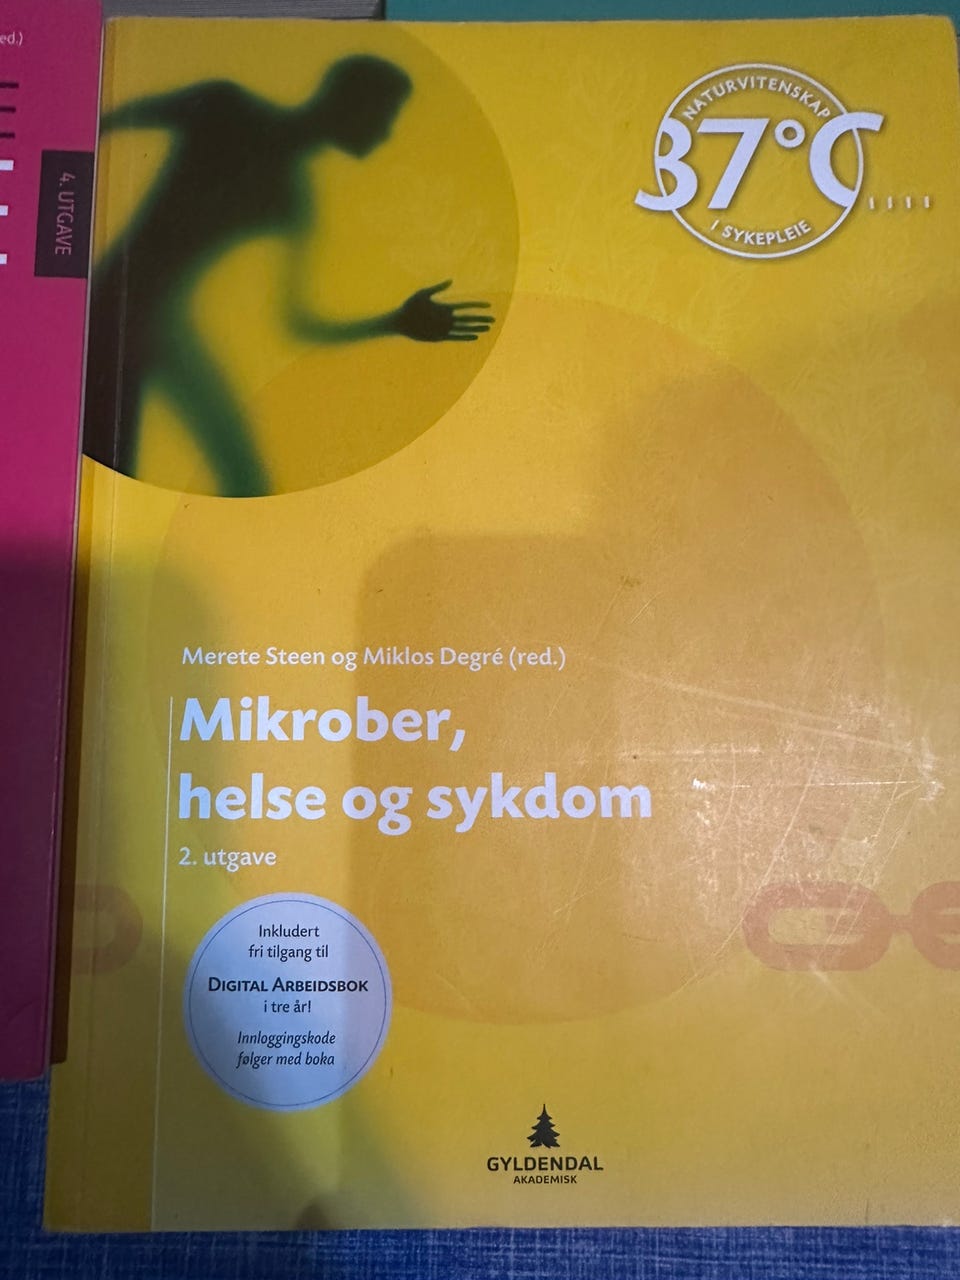 ed.)
4. UTGAVE
NATURVITENSKAP
37°C
I SYKEPLEIE
Merete Steen og Miklos Degré (red.)
Mikrober,
helse og sykdom
2. utgave
Inkludert
fri tilgang til
DIGITAL ARBEIDSBOK
i tre år!
Innloggingskode
følger med boka
GYLDENDAL
AKADEMISK